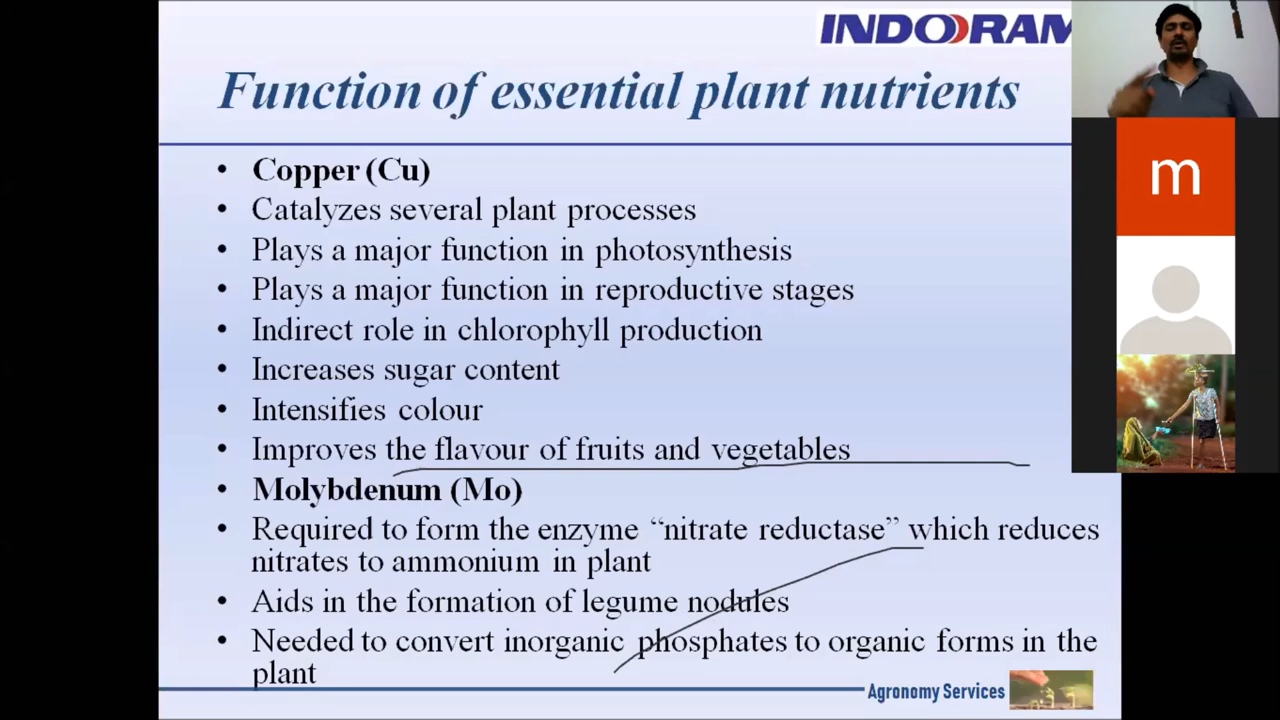 INDORAM
Function of essential plant nutrients
• Copper (Cu)
• Catalyzes several plant processes
• Plays a major function in photosynthesis
• Plays a major function in reproductive stages
• Indirect role in chlorophyll production
• Increases sugar content
• Intensifies colour
• Improves the flavour of fruits and vegetables
• Molybdenum (Mo)
• Required to form the enzyme “nitrate reductase” which reduces
nitrates to ammonium in plant
• Aids in the formation of legume nodules
• Needed to convert inorganic phosphates to organic forms in the
plant
Agronomy Services
m